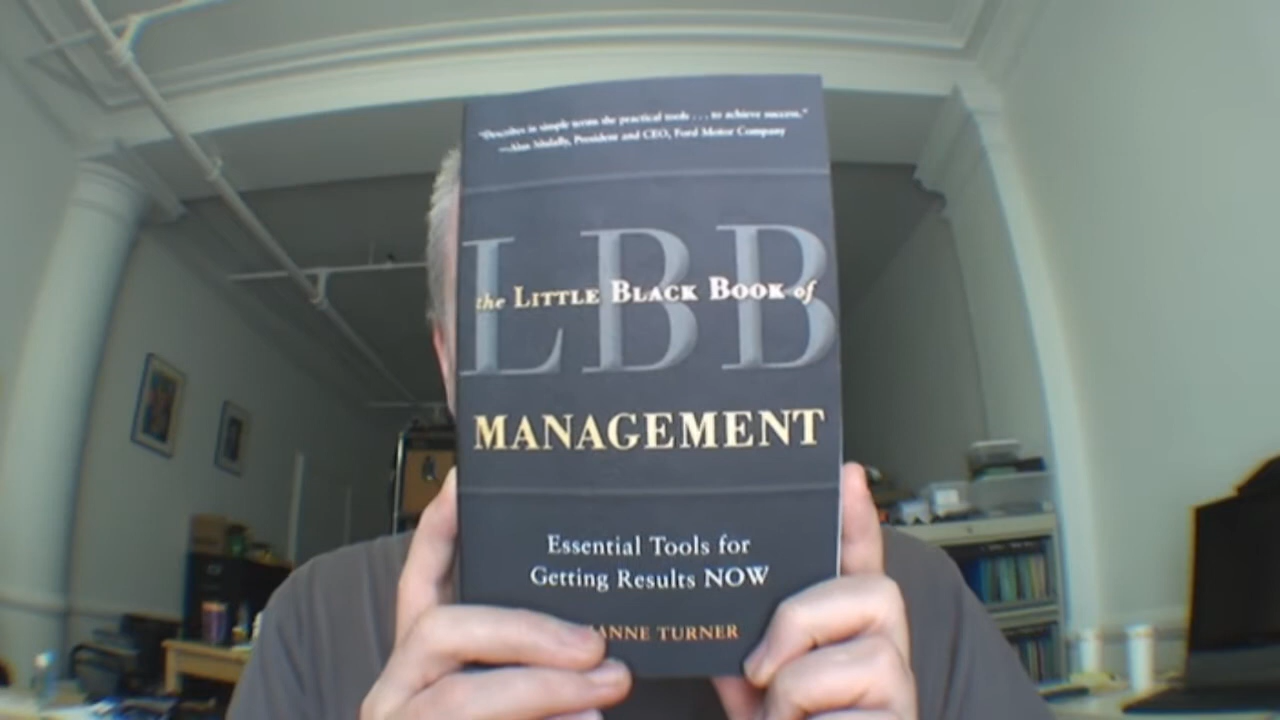 "Describes in simple terms the practical tools . . . to achieve success."
—Alan Mulally, President and CEO, Ford Motor Company
LBB
the LITTLE BLACK BOOK of
MANAGEMENT
Essential Tools for
Getting Results NOW
ANNE TURNER